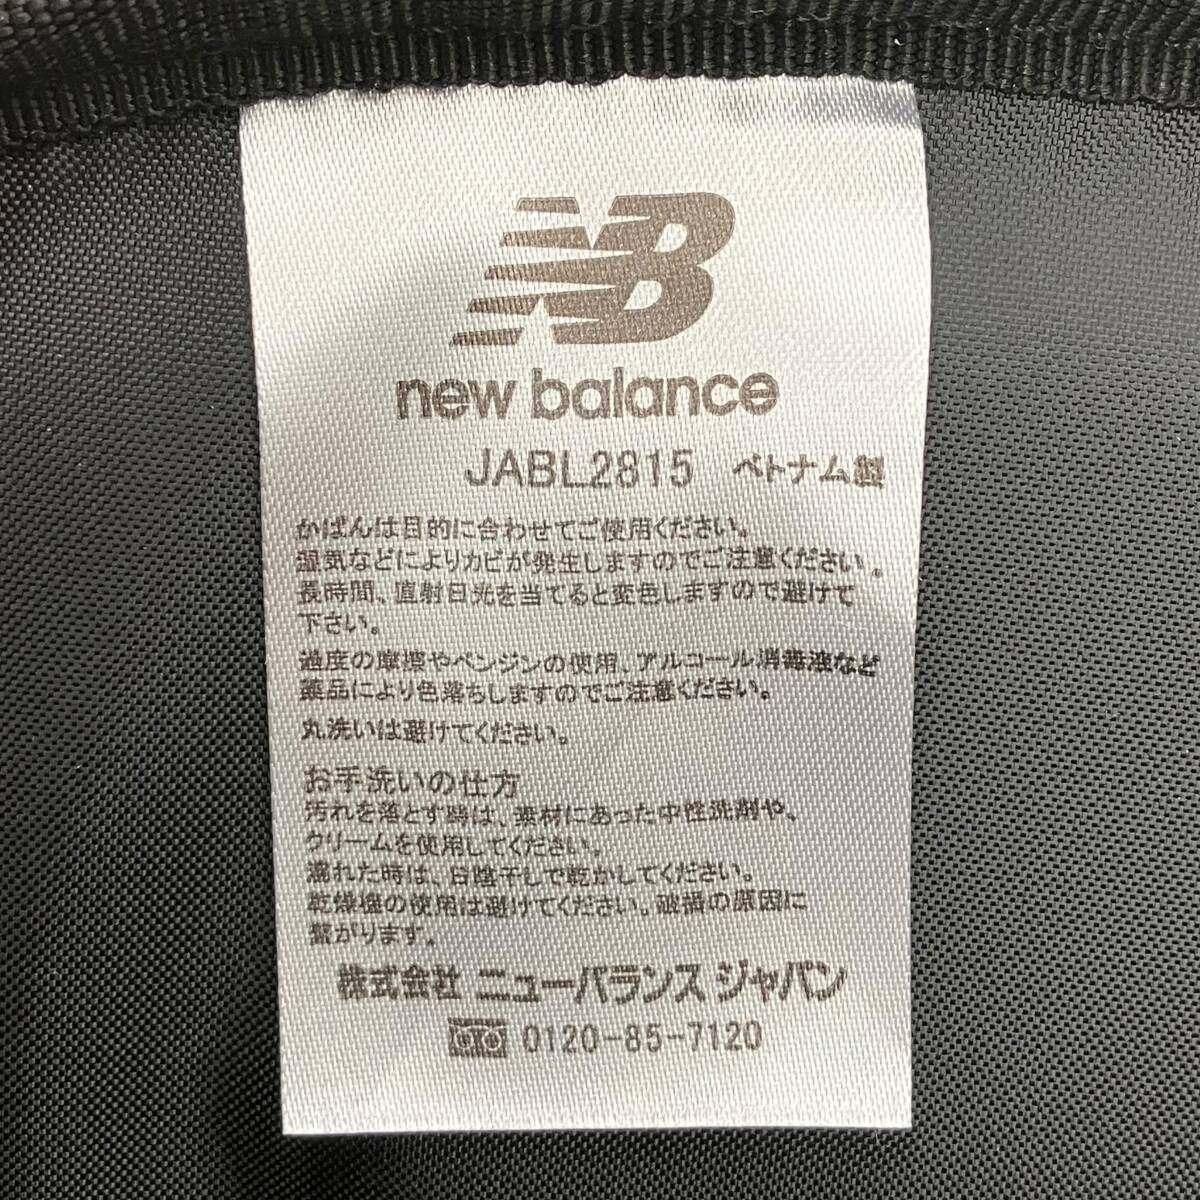 NB
new balance
JABL2815 ベトナム製
かばんは目的に合わせてご使用ください。
湿気などによりカビが発生しますのでご注意ください。
長時間、直射日光を当てると変色しますので避けて
下さい。
過度の摩擦やベンジンの使用、アルコール消毒液など
薬品により色落ちしますのでご注意ください。
丸洗いは避けてください。
お手洗いの仕方
汚れを落とす時は、素材にあった中性洗剤や、
クリームを使用してください。
濡れた時は、日陰干しで乾かしてください。
乾燥機の使用は避けてください。破損の原因に
繋がります。
株式会社 ニューバランス ジャパン
0120-85-7120